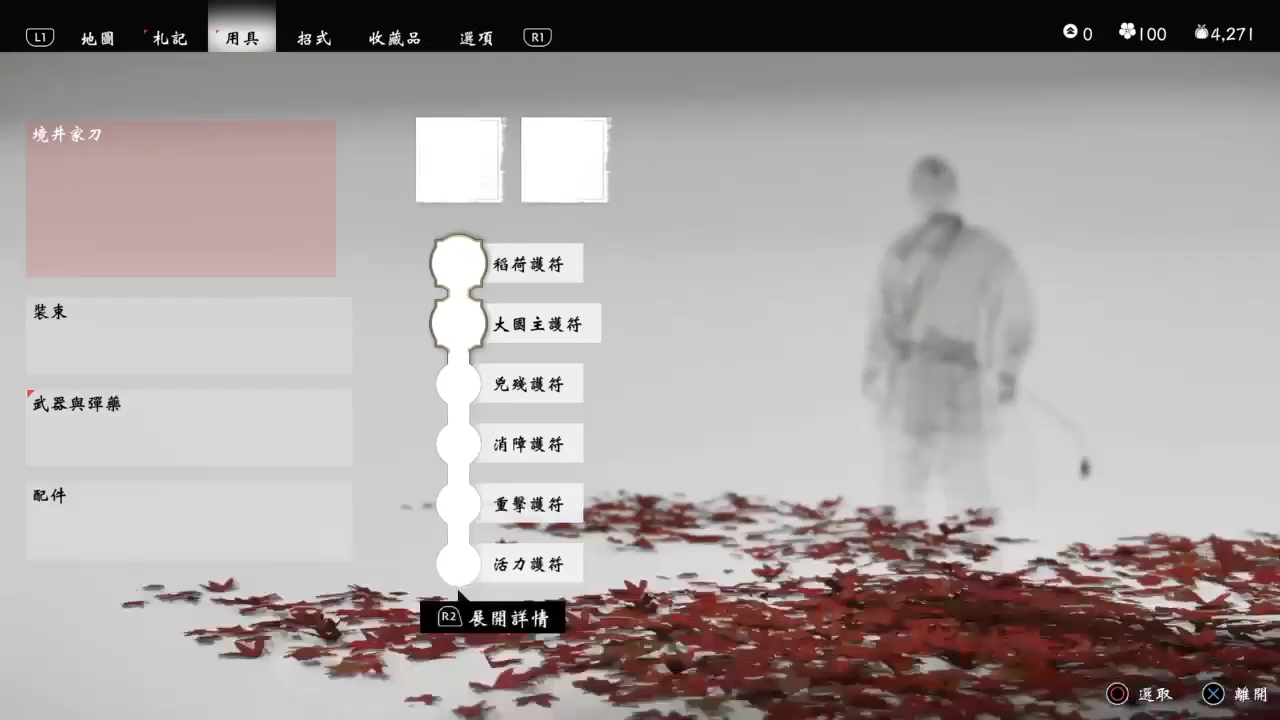 L1 地圖 札記 用具 招式 收藏品 選項 R1 0 100 4,271
境井家刀
裝束
武器與彈藥
配件
稻荷護符
大國主護符
兇殘護符
消障護符
重擊護符
活力護符
R2 展開詳情
選取 離開